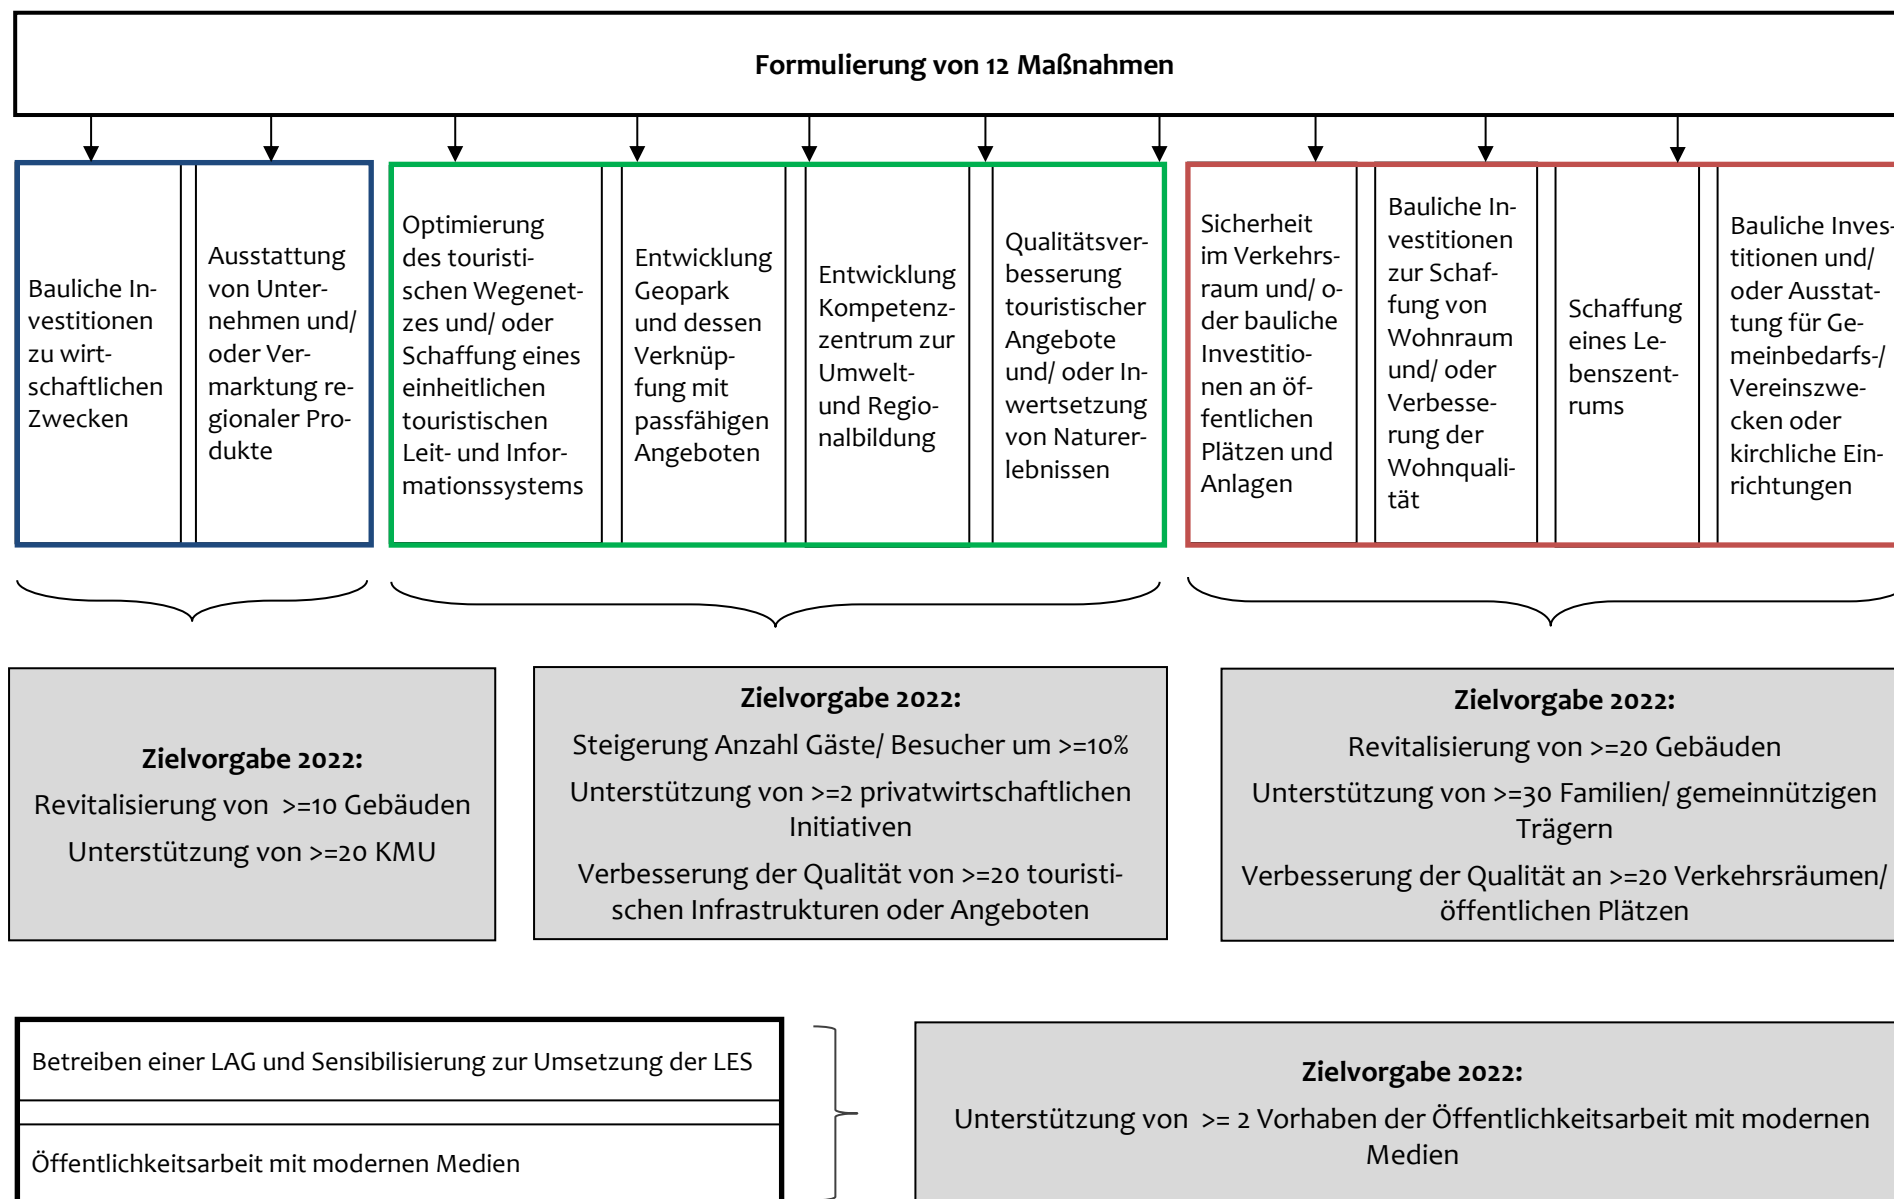 Formulierung von 12 Maßnahmen
Bauliche In-
vestitionen
zu wirt-
schaftlichen
Zwecken
Ausstattung
von Unter-
nehmen und/
oder Ver-
marktung re-
gionaler Pro-
dukte
Optimierung
des touristi-
schen Wegenet-
zes und/ oder
Schaffung eines
einheitlichen
touristischen
Leit- und Infor-
mationssystems
Entwicklung
Geopark
und dessen
Verknüp-
fung mit
passfähigen
Angeboten
Entwicklung
Kompetenz-
zentrum zur
Umwelt-
und Regio-
nalbildung
Qualitätsver-
besserung
touristischer
Angebote
und/ oder In-
wertsetzung
von Naturer-
lebnissen
Sicherheit
im Verkehrs-
raum und/ o-
der bauliche
Investitio-
nen an öf-
fentlichen
Plätzen und
Anlagen
Bauliche In-
vestitionen
zur Schaf-
fung von
Wohnraum
und/ oder
Verbesse-
rung der
Wohnquali-
tät
Schaffung
eines Le-
benszent-
rums
Bauliche Inves-
titionen und/
oder Ausstat-
tung für Ge-
meinbedarfs-/
Vereinszwe-
cken oder
kirchliche Ein-
richtungen
Zielvorgabe 2022:
Revitalisierung von >=10 Gebäuden
Unterstützung von >=20 KMU
Zielvorgabe 2022:
Steigerung Anzahl Gäste/ Besucher um >=10%
Unterstützung von >=2 privatwirtschaftlichen
Initiativen
Verbesserung der Qualität von >=20 touristi-
schen Infrastrukturen oder Angeboten
Zielvorgabe 2022:
Revitalisierung von >=20 Gebäuden
Unterstützung von >=30 Familien/ gemeinnützigen
Trägern
Verbesserung der Qualität an >=20 Verkehrsräumen/
öffentlichen Plätzen
Betreiben einer LAG und Sensibilisierung zur Umsetzung der LES
Öffentlichkeitsarbeit mit modernen Medien
Zielvorgabe 2022:
Unterstützung von >= 2 Vorhaben der Öffentlichkeitsarbeit mit modernen
Medien